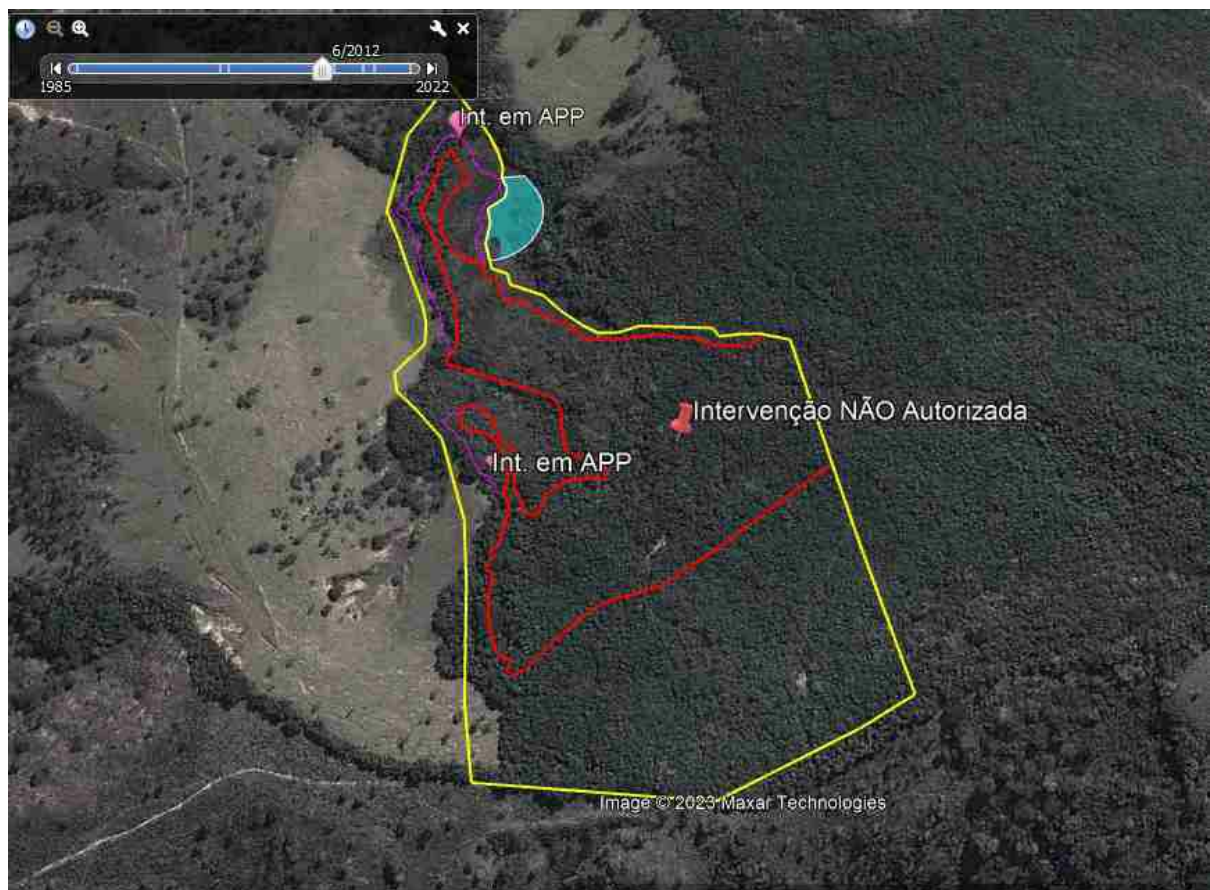 6/2012
1985
2022
Int. em APP
Intervenção NÃO Autorizada
Int. em APP
Image © 2023 Maxar Technologies